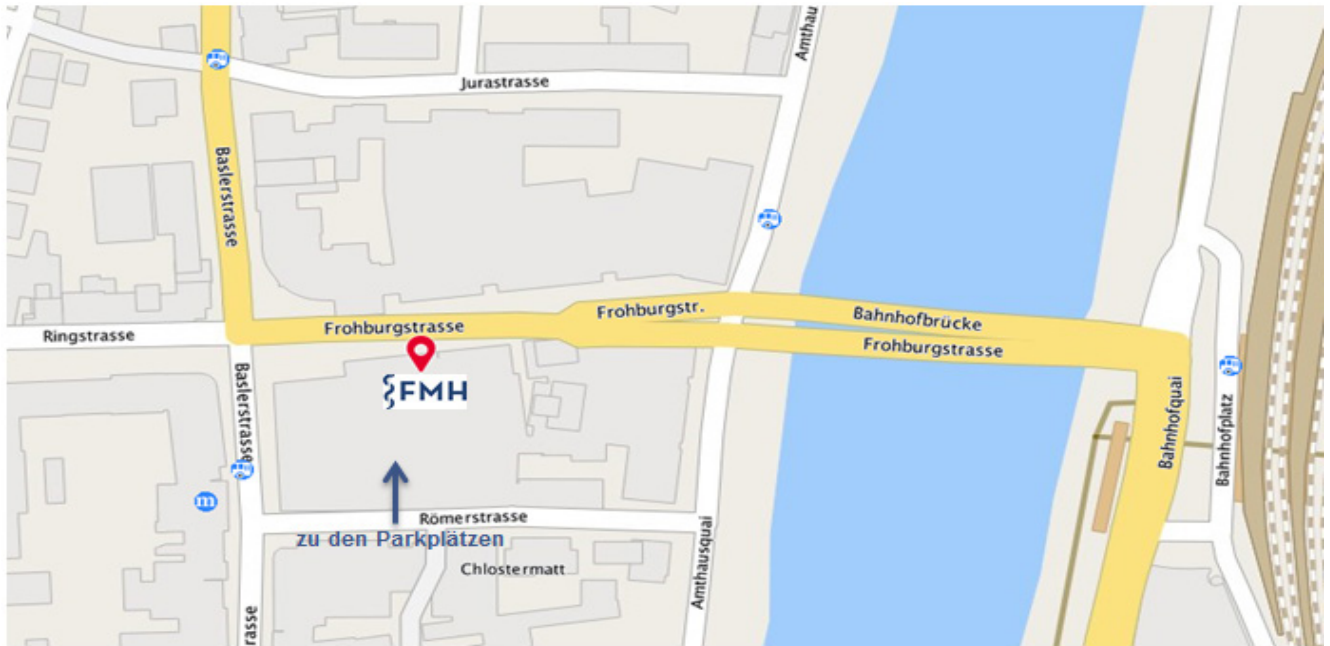 Amthau
Jurastrasse
Baslerstrasse
Frohburgstr.
Bahnhofbrücke
Frohburgstrasse
Ringstrasse
Frohburgstrasse
FMH
Baslerstrasse
Bahnhofquai
Bahnhofplatz
m
Römerstrasse
zu den Parkplätzen
Chlostermatt
Amthausquai
rasse